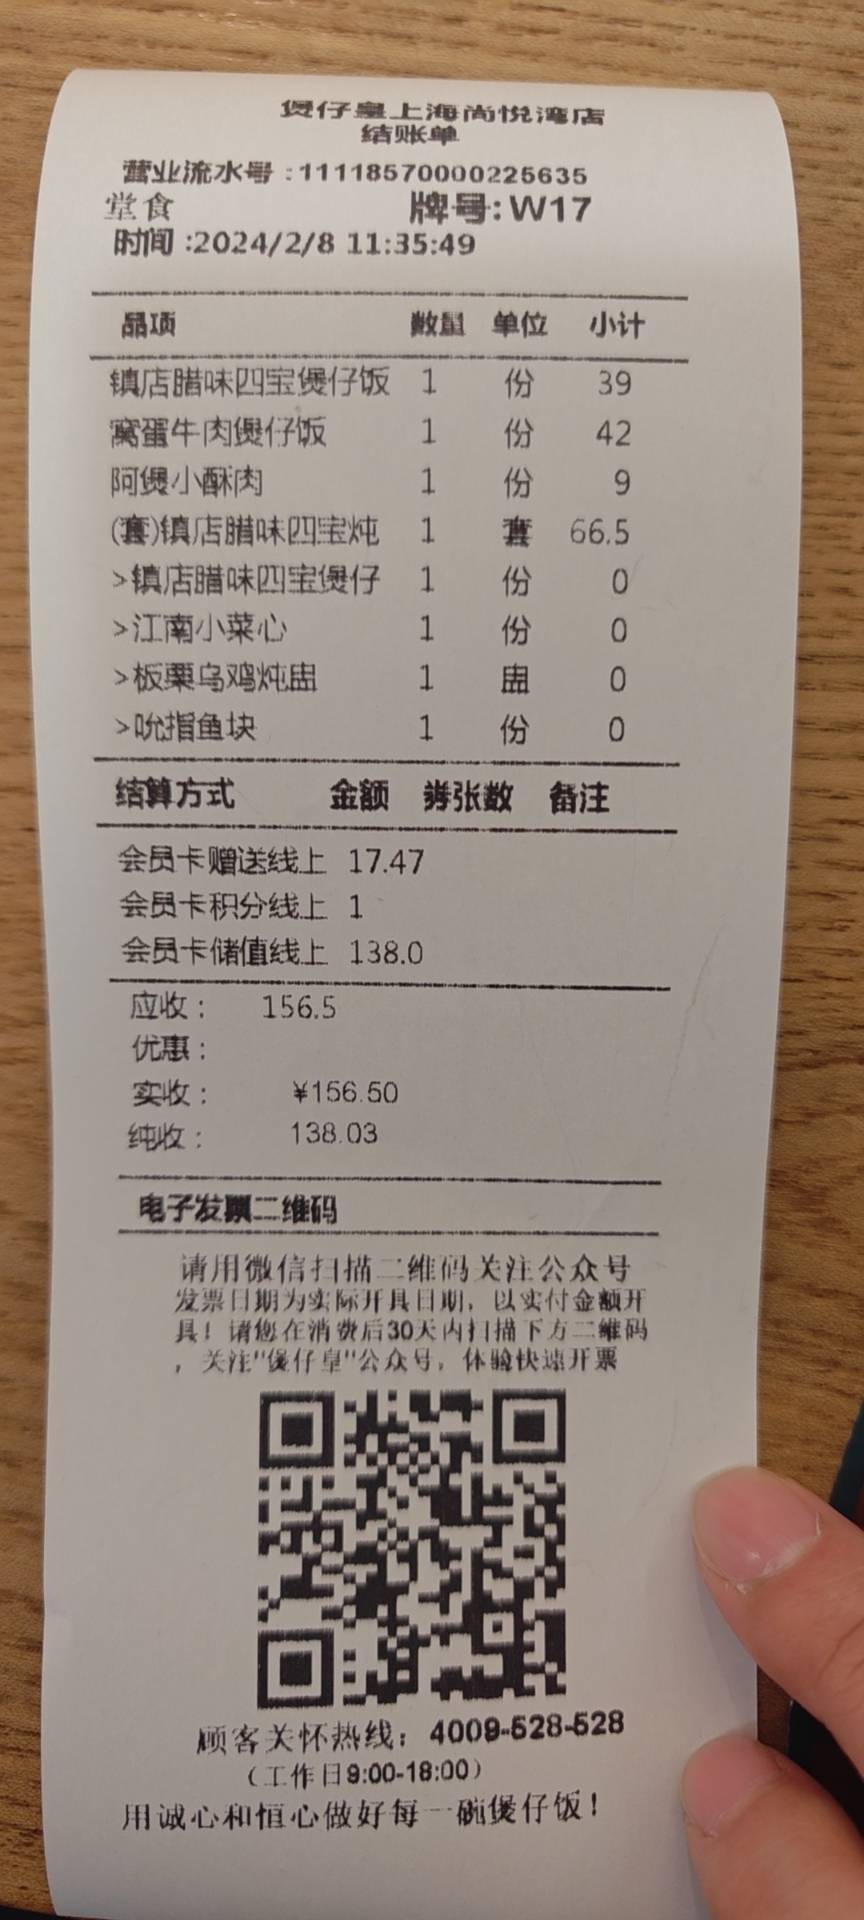 煲仔皇上海尚悦湾店
结账单
营业流水号:11118570000225635
堂食 牌号:W17
时间:2024/2/8 11:35:49
品项 数量 单位 小计
镇店腊味四宝煲仔饭 1 份 39
窝蛋牛肉煲仔饭 1 份 42
阿煲小酥肉 1 份 9
(套)镇店腊味四宝炖 1 套 66.5
>镇店腊味四宝煲仔 1 份 0
>江南小菜心 1 份 0
>板栗乌鸡炖盅 1 盅 0
>吮指鱼块 1 份 0
结算方式 金额 券张数 备注
会员卡赠送线上 17.47
会员卡积分线上 1
会员卡储值线上 138.0
应收: 156.5
优惠:
实收: ¥156.50
纯收: 138.03
电子发票二维码
请用微信扫描二维码关注公众号
发票日期为实际开具日期，以实付金额开
具！请您在消费后30天内扫描下方二维码
，关注"煲仔皇"公众号，体验快速开票
顾客关怀热线：4009-528-528
（工作日9:00-18:00）
用诚心和恒心做好每一碗煲仔饭！